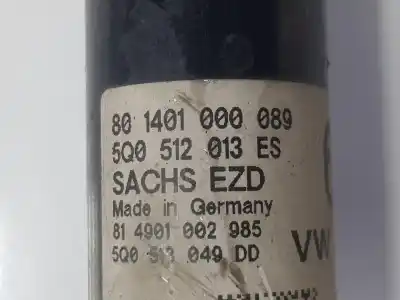 80 1401 000 089
5Q0 512 013 ES
SACHS EZD
Made in Germany
81 4901 002 985
VW
5Q0 513 049 DD